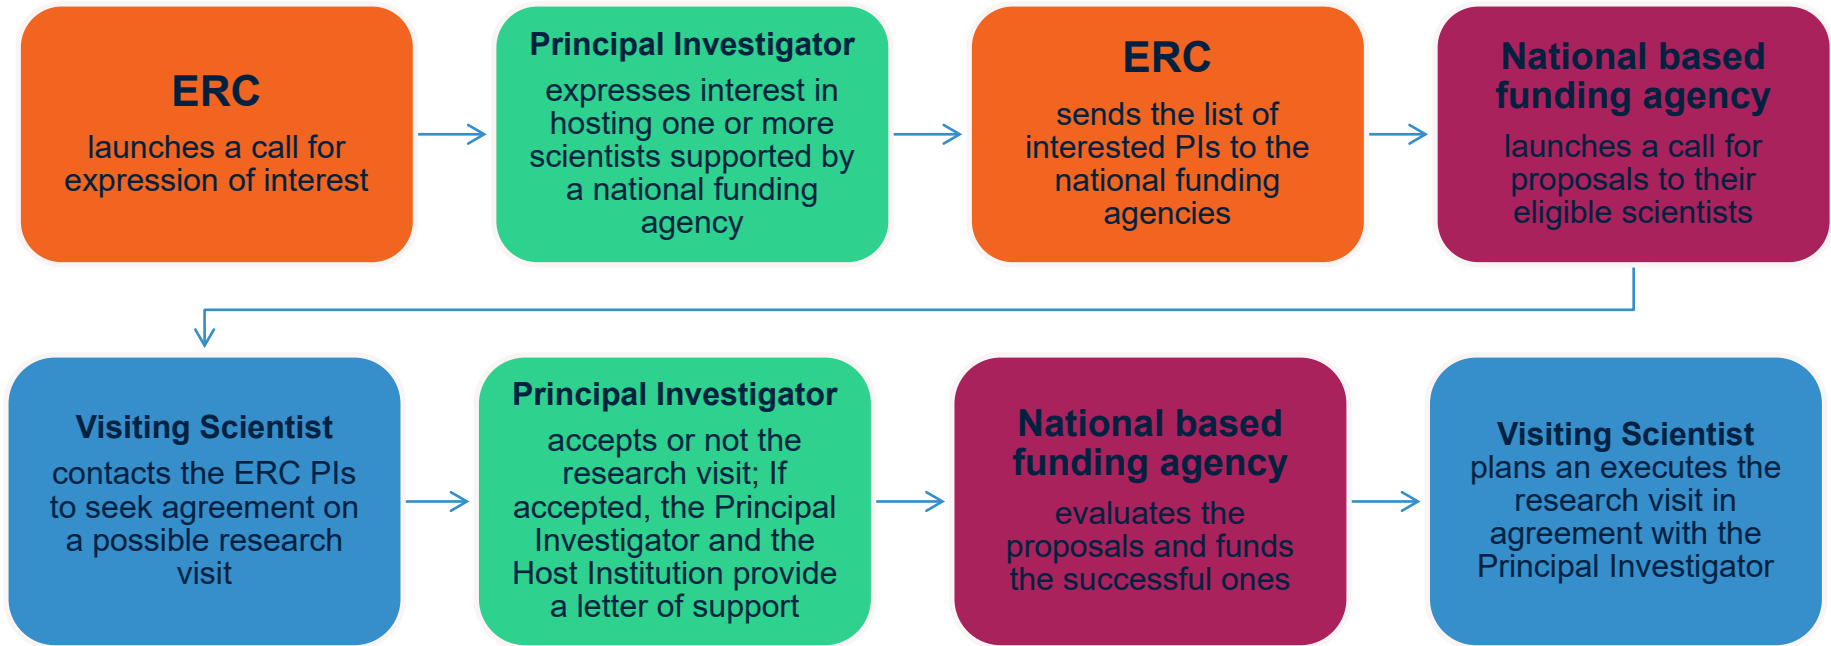 ERC
launches a call for
expression of interest
Principal Investigator
expresses interest in
hosting one or more
scientists supported by
a national funding
agency
ERC
sends the list of
interested PIs to the
national funding
agencies
National based
funding agency
launches a call for
proposals to their
eligible scientists
Visiting Scientist
contacts the ERC PIs
to seek agreement on
a possible research
visit
Principal Investigator
accepts or not the
research visit; If
accepted, the Principal
Investigator and the
Host Institution provide
a letter of support
National based
funding agency
evaluates the
proposals and funds
the successful ones
Visiting Scientist
plans an executes the
research visit in
agreement with the
Principal Investigator